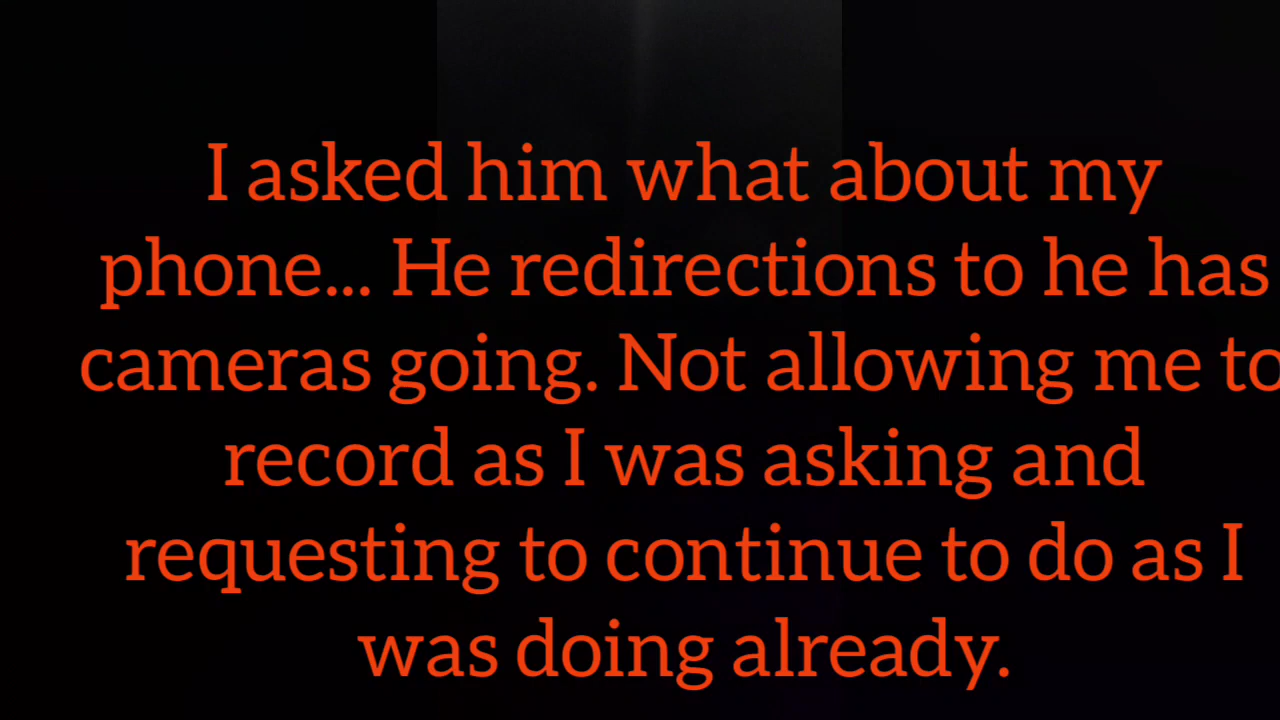 I asked him what about my
phone... He redirections to he has
cameras going. Not allowing me to
record as I was asking and
requesting to continue to do as I
was doing already.